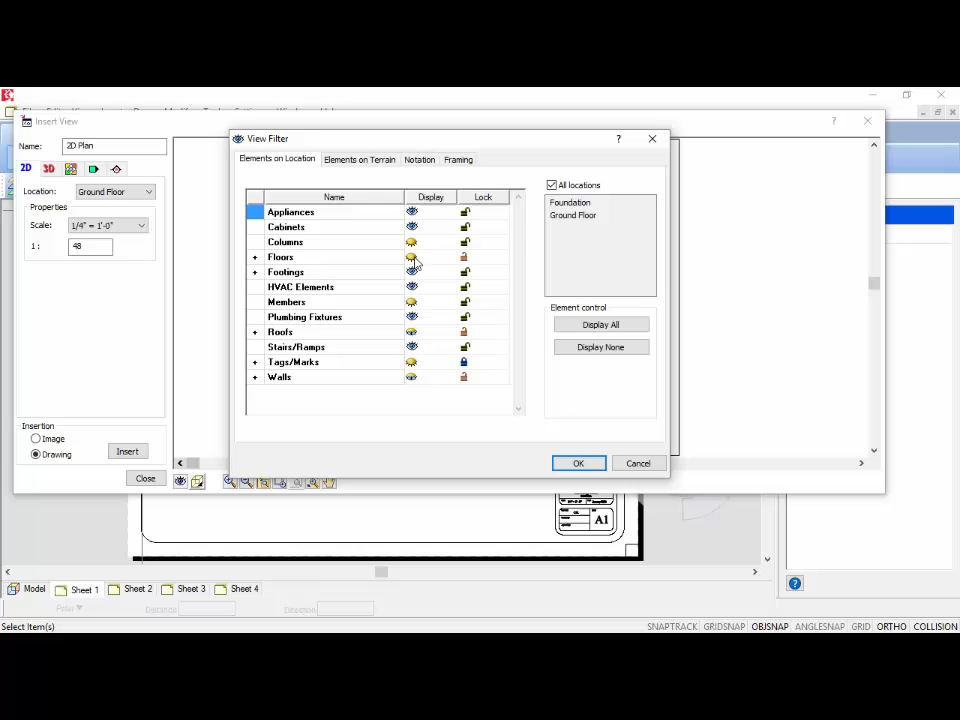 Insert View
?
Name: 2D Plan
2D 3D
Location: Ground Floor
Properties
Scale: 1/4" = 1'-0"
1 : 48
Insertion
Image
Drawing
Insert
Close
View Filter
?
Elements on Location Elements on Terrain Notation Framing
Name Display Lock
Appliances
Cabinets
Columns
+ Floors
+ Footings
HVAC Elements
Members
Plumbing Fixtures
+ Roofs
Stairs/Ramps
+ Tags/Marks
+ Walls
All locations
Foundation
Ground Floor
Element control
Display All
Display None
OK Cancel
A1
Model Sheet 1 Sheet 2 Sheet 3 Sheet 4
Polar Distance Direction
Select Item(s)
SNAPTRACK GRIDSNAP OBJSNAP ANGLESNAP GRID ORTHO COLLISION